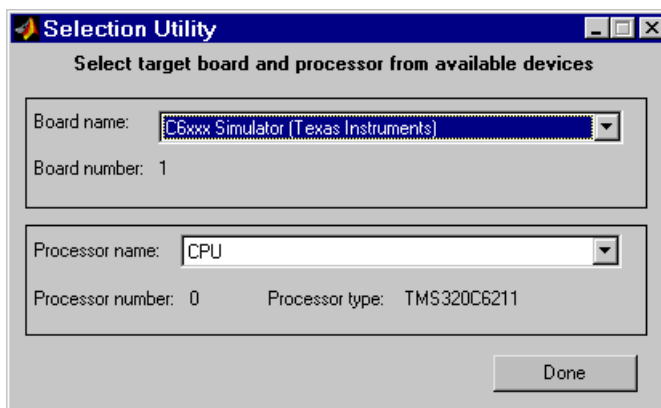 Selection Utility
Select target board and processor from available devices
Board name: C6xxx Simulator (Texas Instruments)
Board number: 1
Processor name: CPU
Processor number: 0 Processor type: TMS320C6211
Done